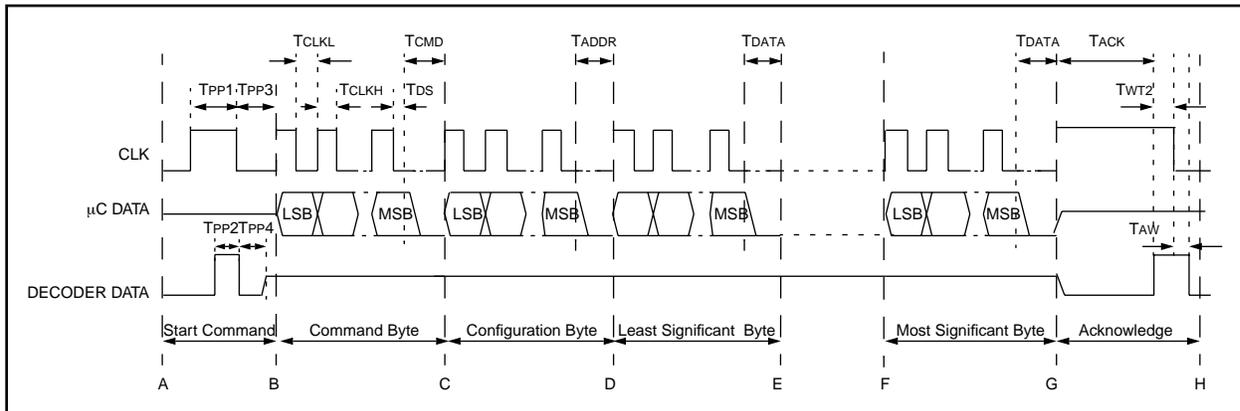 TCLKL TCMD TADDR TDATA TDATA TACK
TPP1 TPP3 TCLKH TDS TWT2
CLK
µC DATA LSB MSB LSB MSB MSB LSB MSB
TPP2 TPP4 TAW
DECODER DATA
Start Command Command Byte Configuration Byte Least Significant Byte Most Significant Byte Acknowledge
A B C D E F G H